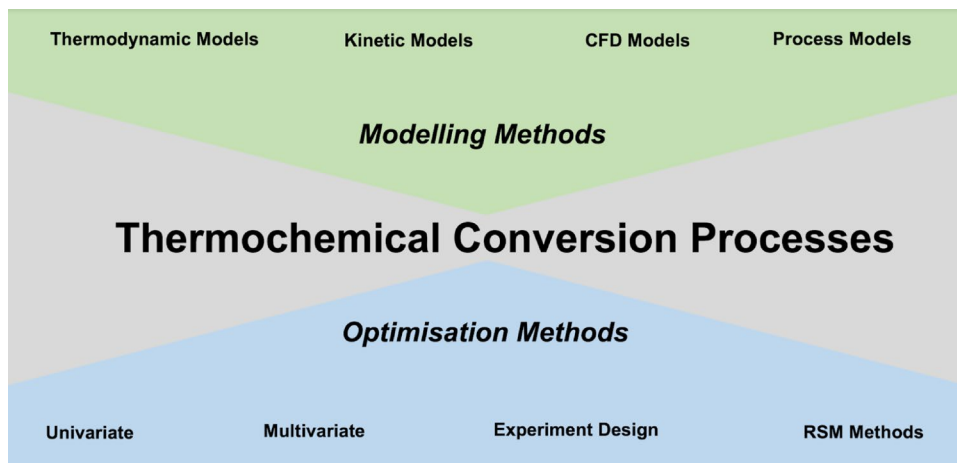 Thermodynamic Models Kinetic Models CFD Models Process Models
Modelling Methods
Thermochemical Conversion Processes
Optimisation Methods
Univariate Multivariate Experiment Design RSM Methods